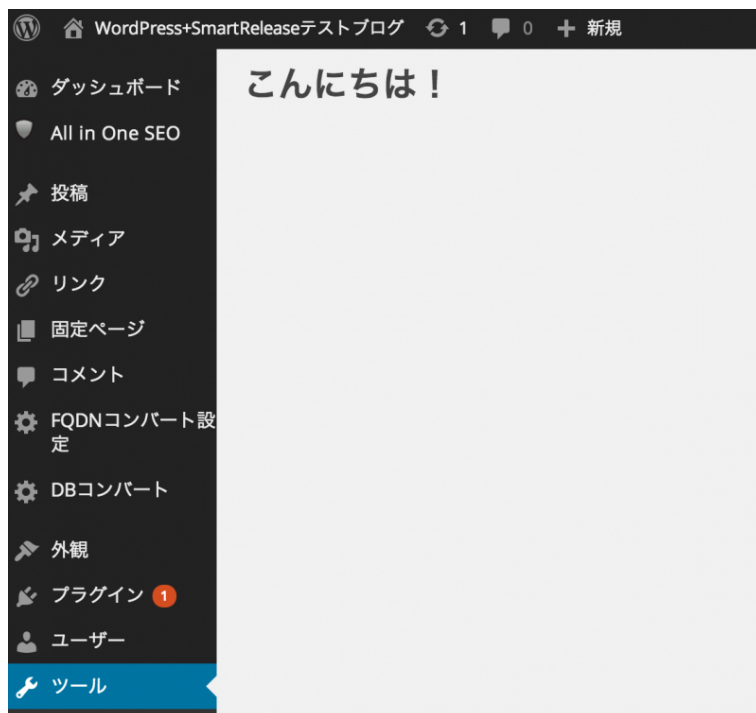 WordPress+SmartReleaseテストブログ 1 0 新規
こんにちは！
ダッシュボード
All in One SEO
投稿
メディア
リンク
固定ページ
コメント
FQDNコンバート設
定
DBコンバート
外観
プラグイン 1
ユーザー
ツール